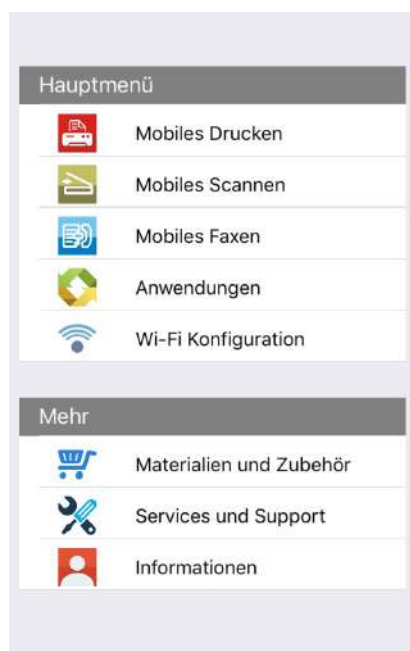 Hauptmenü
Mobiles Drucken
Mobiles Scannen
Mobiles Faxen
Anwendungen
Wi-Fi Konfiguration
Mehr
Materialien und Zubehör
Services und Support
Informationen